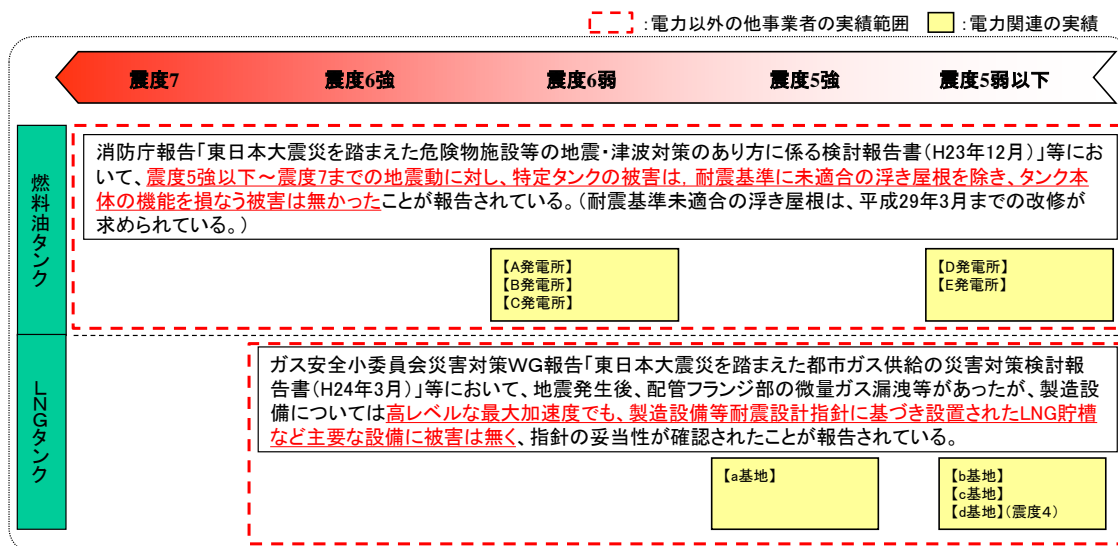 :電力以外の他事業者の実績範囲 :電力関連の実績
震度7 震度6強 震度6弱 震度5強 震度5弱以下
燃料油タンク
消防庁報告「東日本大震災を踏まえた危険物施設等の地震・津波対策のあり方に係る検討報告書(H23年12月)」等に
おいて、震度5強以下～震度7までの地震動に対し、特定タンクの被害は, 耐震基準に未適合の浮き屋根を除き、タンク本
体の機能を損なう被害は無かったことが報告されている。(耐震基準未適合の浮き屋根は、平成29年3月までの改修が
求められている。)
【A発電所】
【B発電所】
【C発電所】
【D発電所】
【E発電所】
LNGタンク
ガス安全小委員会災害対策WG報告「東日本大震災を踏まえた都市ガス供給の災害対策検討報
告書(H24年3月)」等において、地震発生後、配管フランジ部の微量ガス漏洩等があったが、製造設
備については高レベルな最大加速度でも、製造設備等耐震設計指針に基づき設置されたLNG貯槽
など主要な設備に被害は無く、指針の妥当性が確認されたことが報告されている。
【a基地】
【b基地】
【c基地】
【d基地】(震度4)